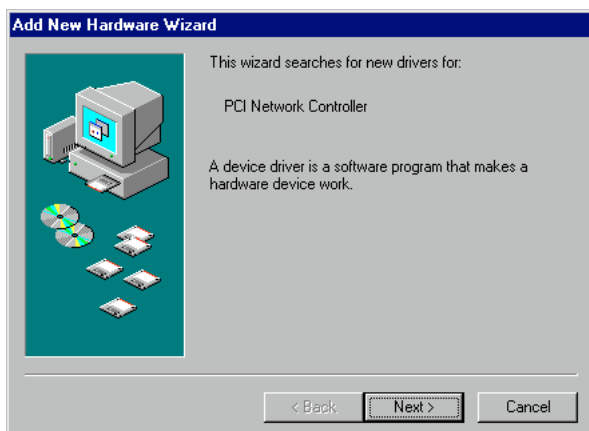 Add New Hardware Wizard
This wizard searches for new drivers for:
PCI Network Controller
A device driver is a software program that makes a
hardware device work.
< Back
Next >
Cancel